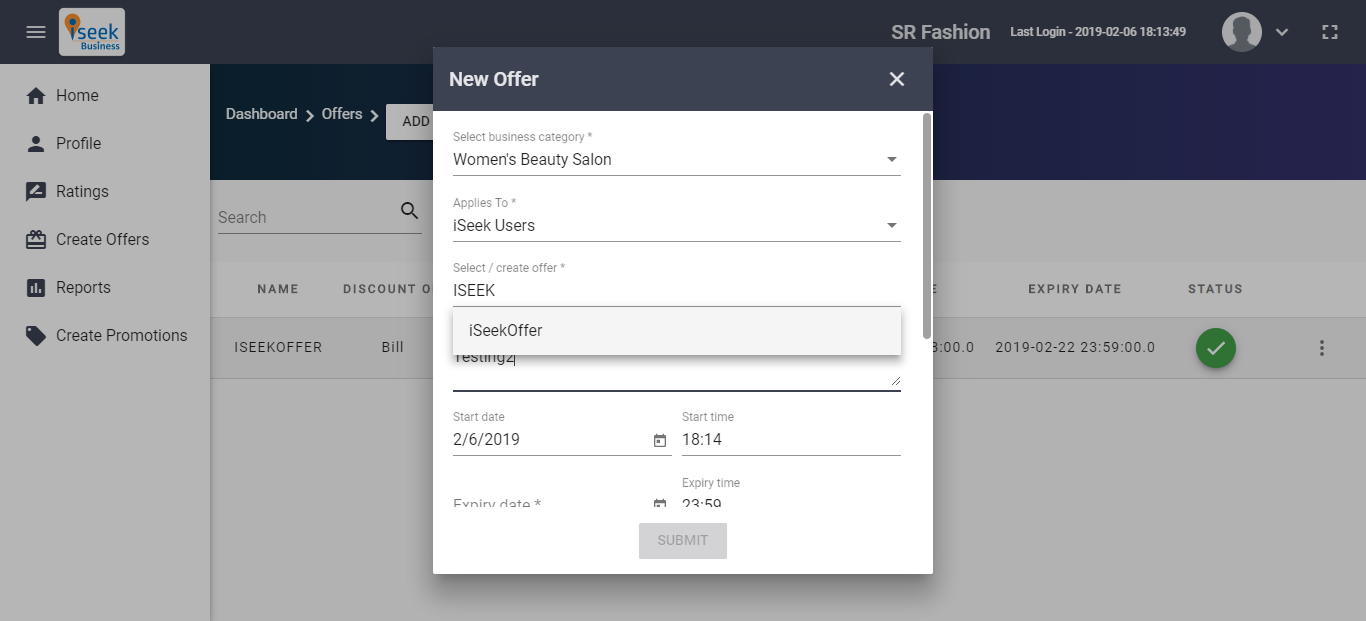 iseek
Business
SR Fashion
Last Login - 2019-02-06 18:13:49
Home
Profile
Ratings
Create Offers
Reports
Create Promotions
Dashboard > Offers >
ADD
Search
NAME
DISCOUNT O
E
EXPIRY DATE
STATUS
ISEEKOFFER
Bill
3:00.0
2019-02-22 23:59:00.0
New Offer
Select business category *
Women's Beauty Salon
Applies To *
iSeek Users
Select / create offer *
ISEEK
iSeekOffer
Testing2
Start date
2/6/2019
Start time
18:14
Expiry date *
Expiry time
23:59
SUBMIT